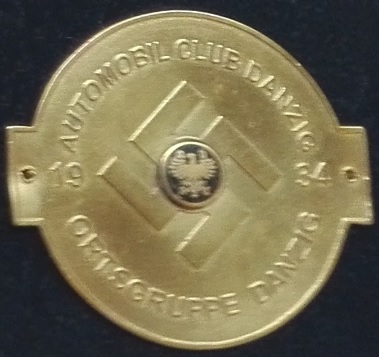 AUTOMOBIL CLUB DANZIG
19 34
ORTSGRUPPE DANZIG